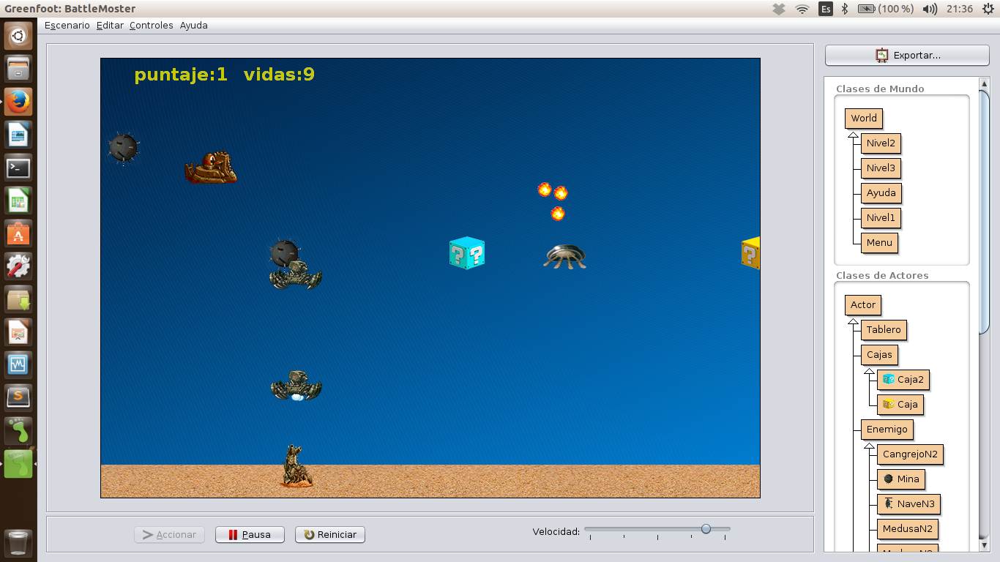 Greenfoot: BattleMoster
Es
(100 %)
21:36
Escenario Editar Controles Ayuda
puntaje:1 vidas:9
? ?
?
Accionar
Pausa
Reiniciar
Velocidad:
Exportar...
Clases de Mundo
World
Nivel2
Nivel3
Ayuda
Nivel1
Menu
Clases de Actores
Actor
Tablero
Cajas
Caja2
Caja
Enemigo
CangrejoN2
Mina
NaveN3
MedusaN2